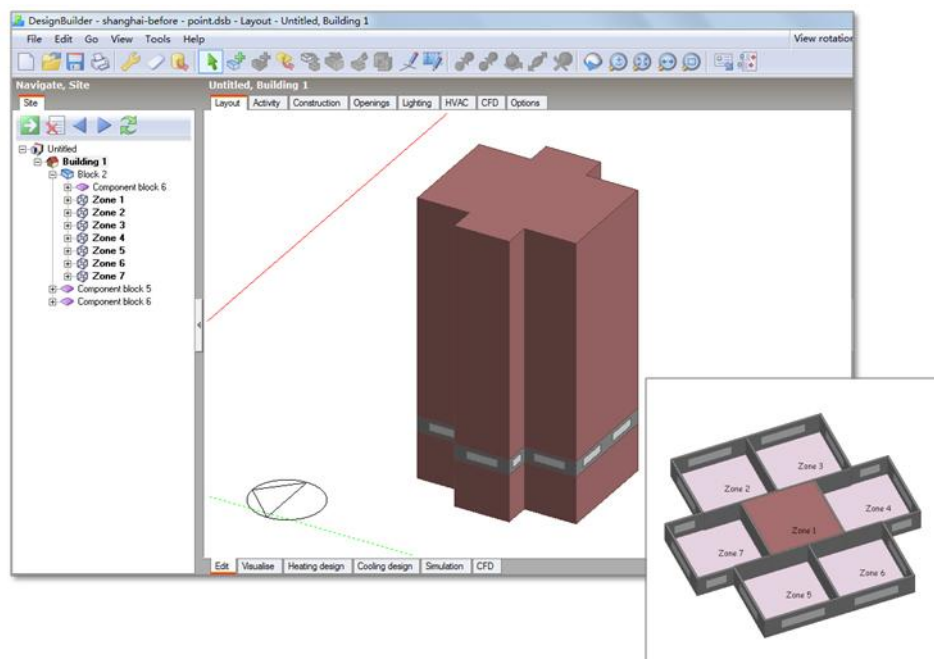 DesignBuilder - shanghai-before - point.dsb - Layout - Untitled, Building 1
File Edit Go View Tools Help
View rotation
Navigate, Site
Untitled, Building 1
Site
Layout Activity Construction Openings Lighting HVAC CFD Options
Untitled
Building 1
Block 2
Component block 6
Zone 1
Zone 2
Zone 3
Zone 4
Zone 5
Zone 6
Zone 7
Component block 5
Component block 6
Edit Visualise Heating design Cooling design Simulation CFD
Zone 3
Zone 2
Zone 4
Zone 1
Zone 7
Zone 6
Zone 5